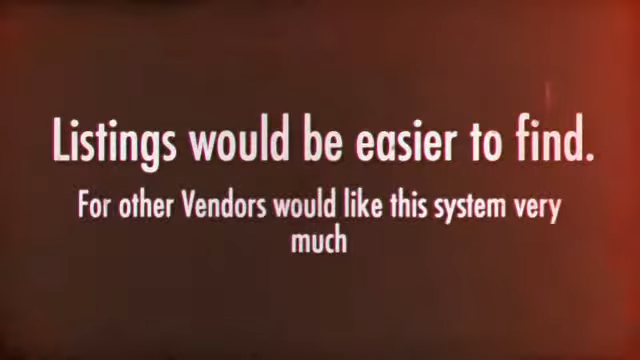 Listings would be easier to find.
For other Vendors would like this system very
much